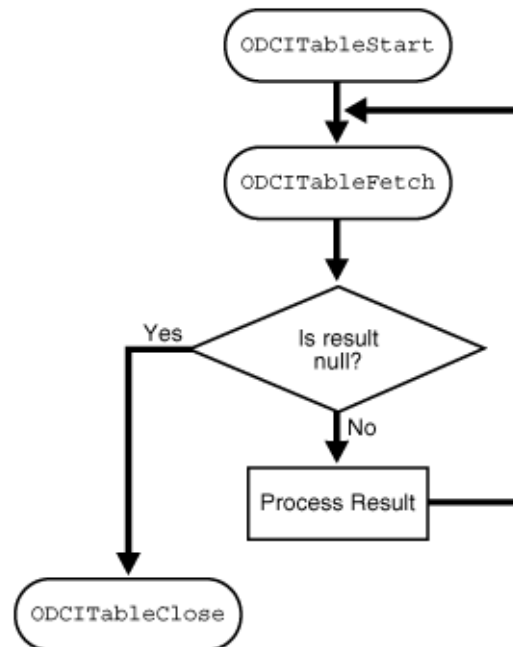 ODCITableStart
ODCITableFetch
Is result
null?
Yes
No
Process Result
ODCITableClose